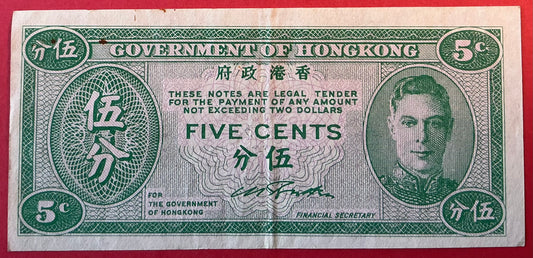 分伍
GOVERNMENT OF HONGKONG
5¢
府政港香
THESE NOTES ARE LEGAL TENDER
FOR THE PAYMENT OF ANY AMOUNT
NOT EXCEEDING TWO DOLLARS
伍分
FIVE CENTS
分伍
FOR
THE GOVERNMENT
OF HONGKONG
FINANCIAL SECRETARY
5¢
分伍